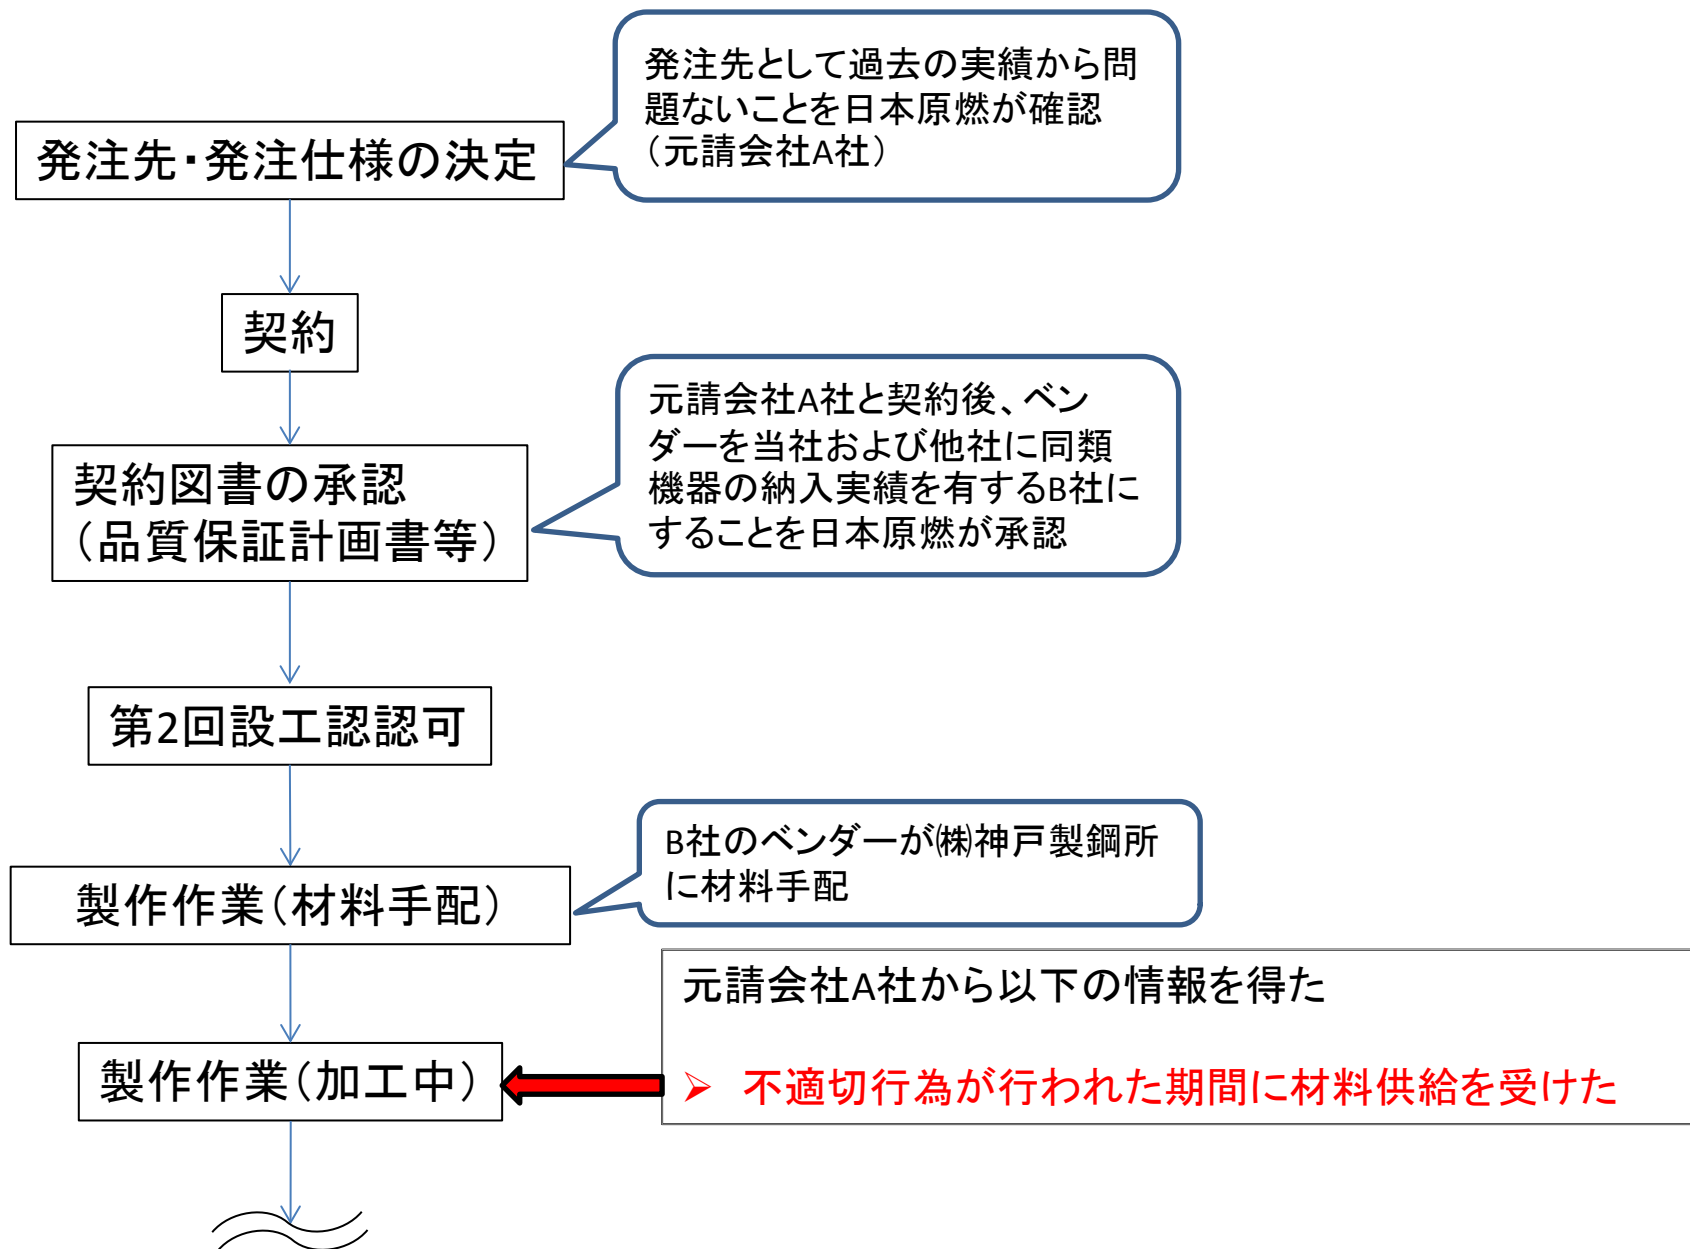 発注先として過去の実績から問
題ないことを日本原燃が確認
（元請会社A社）
発注先・発注仕様の決定
契約
元請会社A社と契約後、ベン
ダーを当社および他社に同類
機器の納入実績を有するB社に
することを日本原燃が承認
契約図書の承認
（品質保証計画書等）
第2回設工認認可
B社のベンダーが㈱神戸製鋼所
に材料手配
製作作業（材料手配）
元請会社A社から以下の情報を得た
➢ 不適切行為が行われた期間に材料供給を受けた
製作作業（加工中）